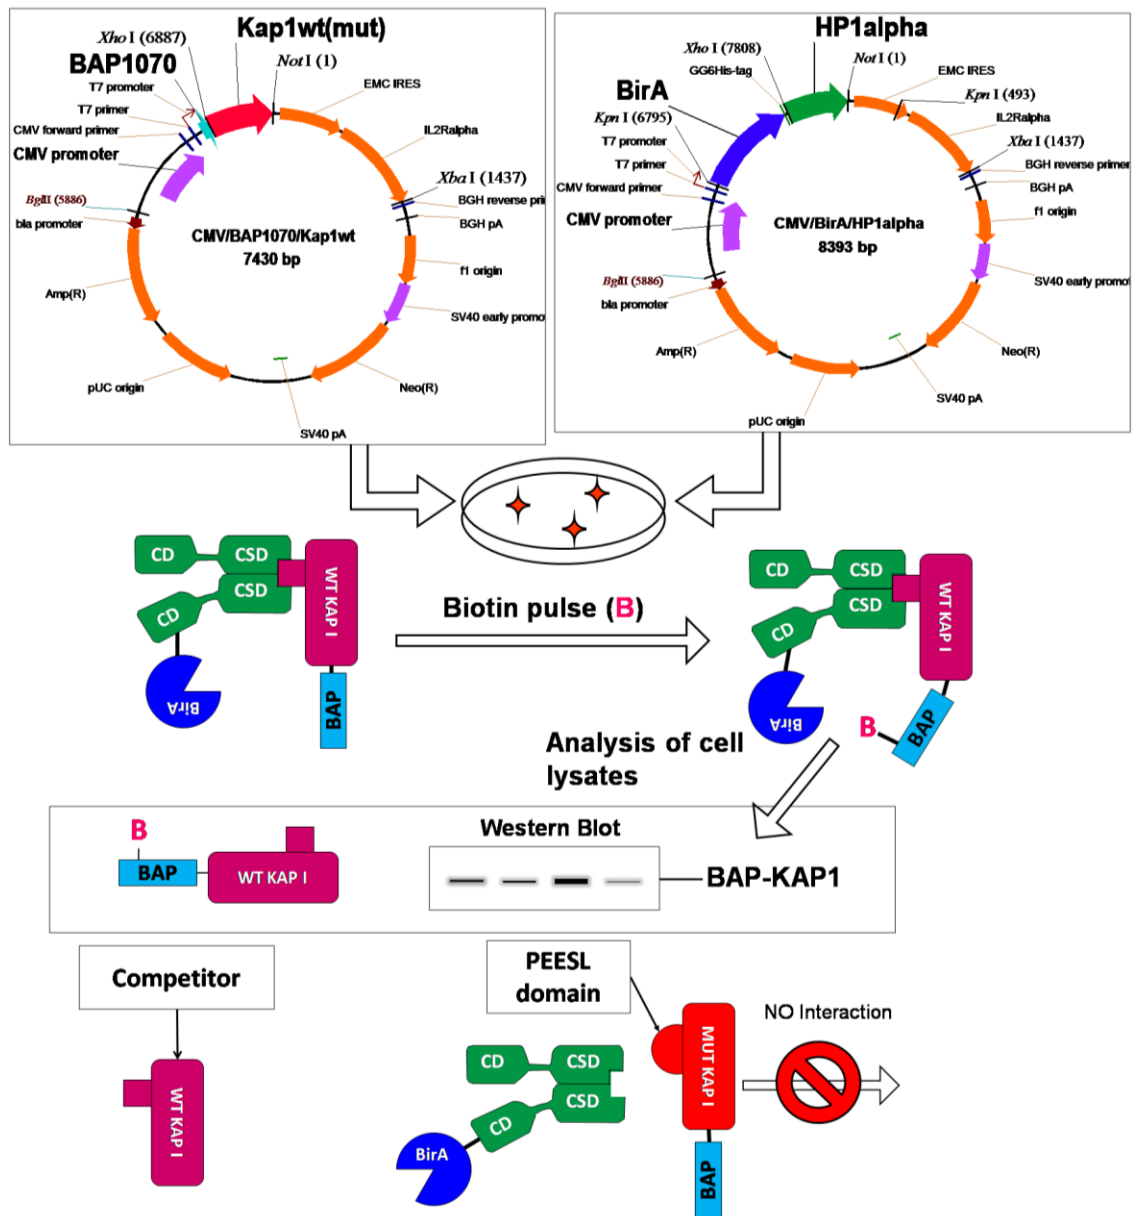 Kap1wt(mut)
XhoI (6887)
NotI (1)
BAP1070
T7 promoter
EMC IRES
T7 primer
IL2Ralpha
CMV forward primer
CMV promoter
XbaI (1437)
BGH reverse pri
BglII (5886)
BGH pA
bla promoter
CMV/BAP1070/Kap1wt
7430 bp
f1 origin
Amp(R)
SV40 early promo
pUC origin
Neo(R)
SV40 pA
HP1alpha
XhoI (7808)
NotI (1)
GG6His-tag
EMC IRES
BirA
KpnI (493)
KpnI (6795)
IL2Ralpha
T7 promoter
XbaI (1437)
T7 primer
BGH reverse primer
CMV forward primer
BGH pA
CMV promoter
f1 origin
CMV/BirA/HP1alpha
8393 bp
BglII (5886)
SV40 early promot
bla promoter
Amp(R)
Neo(R)
SV40 pA
pUC origin
CD
CSD
CSD
CD
WT KAP I
BirA
BAP
Biotin pulse (B)
CD
CSD
CSD
CD
WT KAP I
BirA
B
BAP
Analysis of cell
lysates
B
BAP
WT KAP I
Western Blot
BAP-KAP1
Competitor
WT KAP I
PEESL
domain
CD
CSD
CSD
CD
BirA
MUT KAP I
BAP
NO Interaction